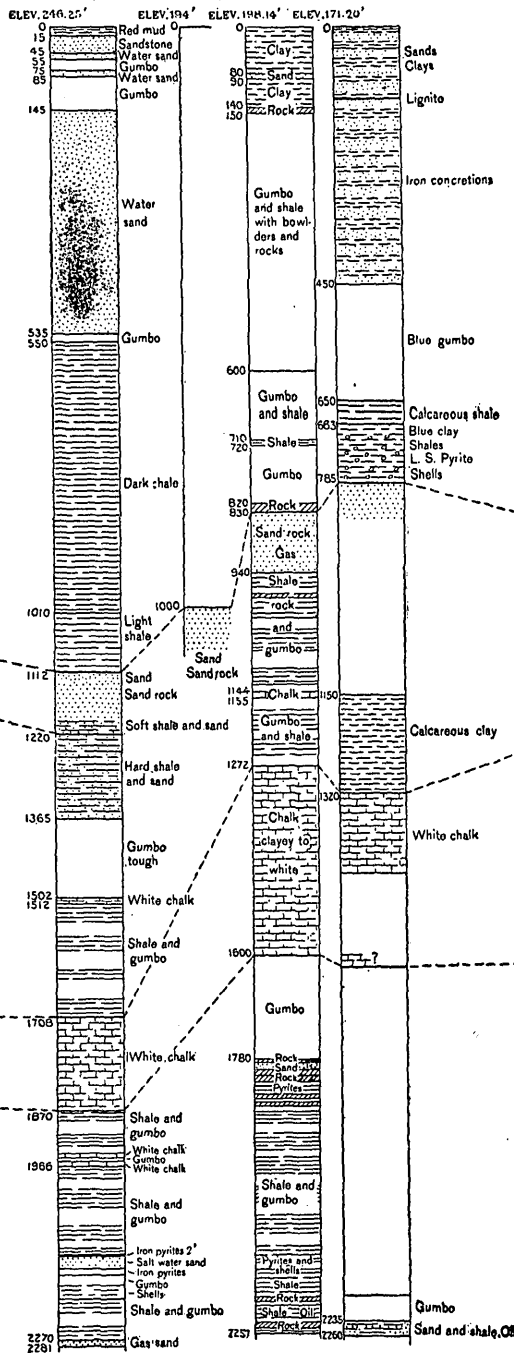 ELEV. 246.25'
0
Red mud
15
Sandstone
45
Water sand
55
Gumbo
75
Water sand
85
Gumbo
145
Water
sand
535
Gumbo
550
Dark shale
1010
Light
shale
1112
Sand
Sand rock
Soft shale and sand
1220
Hard shale
and sand
1365
Gumbo
tough
1502
White chalk
1512
Shale and
gumbo
1708
White chalk
1870
Shale and
gumbo
White chalk
Gumbo
1966
White chalk
Shale and
gumbo
Iron pyrites 2'
Salt water sand
Iron pyrites
Gumbo
Shells
Shale and gumbo
2270
Gas sand
2281
ELEV. 194'
0
1000
Sand
Sand rock
ELEV. 198.14'
0
Clay
80
Sand
90
Clay
140
Rock
150
Gumbo
and shale
with bowl-
ders and
rocks
600
Gumbo
and shale
710
Shale
720
Gumbo
820
Rock
830
Sand rock
Gas
940
Shale
rock
and
gumbo
1144
Chalk
1155
Gumbo
and shale
1272
Chalk
clayey to
white
1600
Gumbo
1780
Rock
Sand
Rock
Pyrites
Shale and
gumbo
Pyrites and
shells
Shale
Rock
Shale Oil
Rock
2257
ELEV. 171.20'
0
Sands
Clays
Lignite
Iron concretions
450
Blue gumbo
650
Calcareous shale
663
Blue clay
Shales
L. S. Pyrite
Shells
785
1150
Calcareous clay
1320
White chalk
?
Gumbo
2235
Sand and shale,
2260